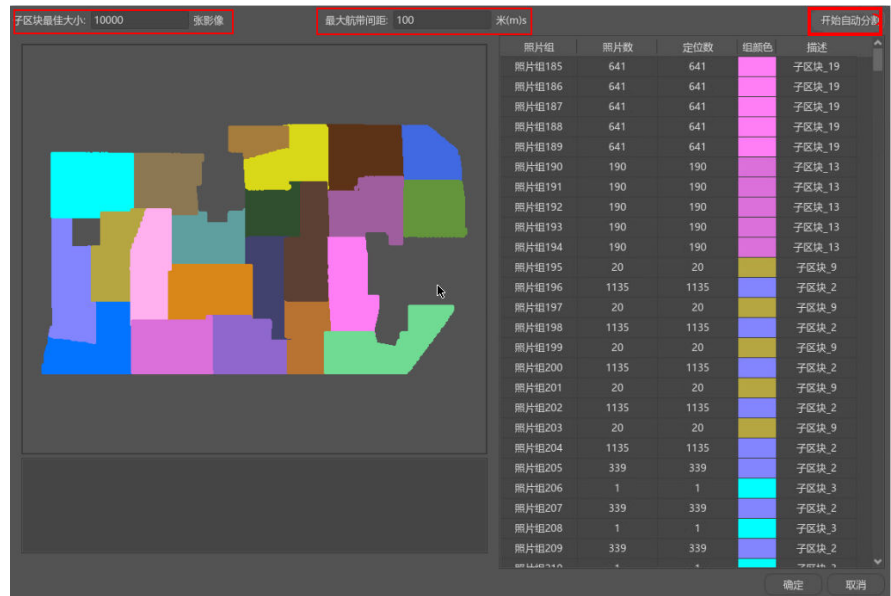 子区块最佳大小: 10000 张影像 最大航带间距: 100 米(m)s 开始自动分割
照片组 照片数 定位数 组颜色 描述
照片组185 641 641 子区块_19
照片组186 641 641 子区块_19
照片组187 641 641 子区块_19
照片组188 641 641 子区块_19
照片组189 641 641 子区块_19
照片组190 190 190 子区块_13
照片组191 190 190 子区块_13
照片组192 190 190 子区块_13
照片组193 190 190 子区块_13
照片组194 190 190 子区块_13
照片组195 20 20 子区块_9
照片组196 1135 1135 子区块_2
照片组197 20 20 子区块_9
照片组198 1135 1135 子区块_2
照片组199 20 20 子区块_9
照片组200 1135 1135 子区块_2
照片组201 20 20 子区块_9
照片组202 1135 1135 子区块_2
照片组203 20 20 子区块_9
照片组204 1135 1135 子区块_2
照片组205 339 339 子区块_2
照片组206 1 1 子区块_3
照片组207 339 339 子区块_2
照片组208 1 1 子区块_3
照片组209 339 339 子区块_2
确定 取消